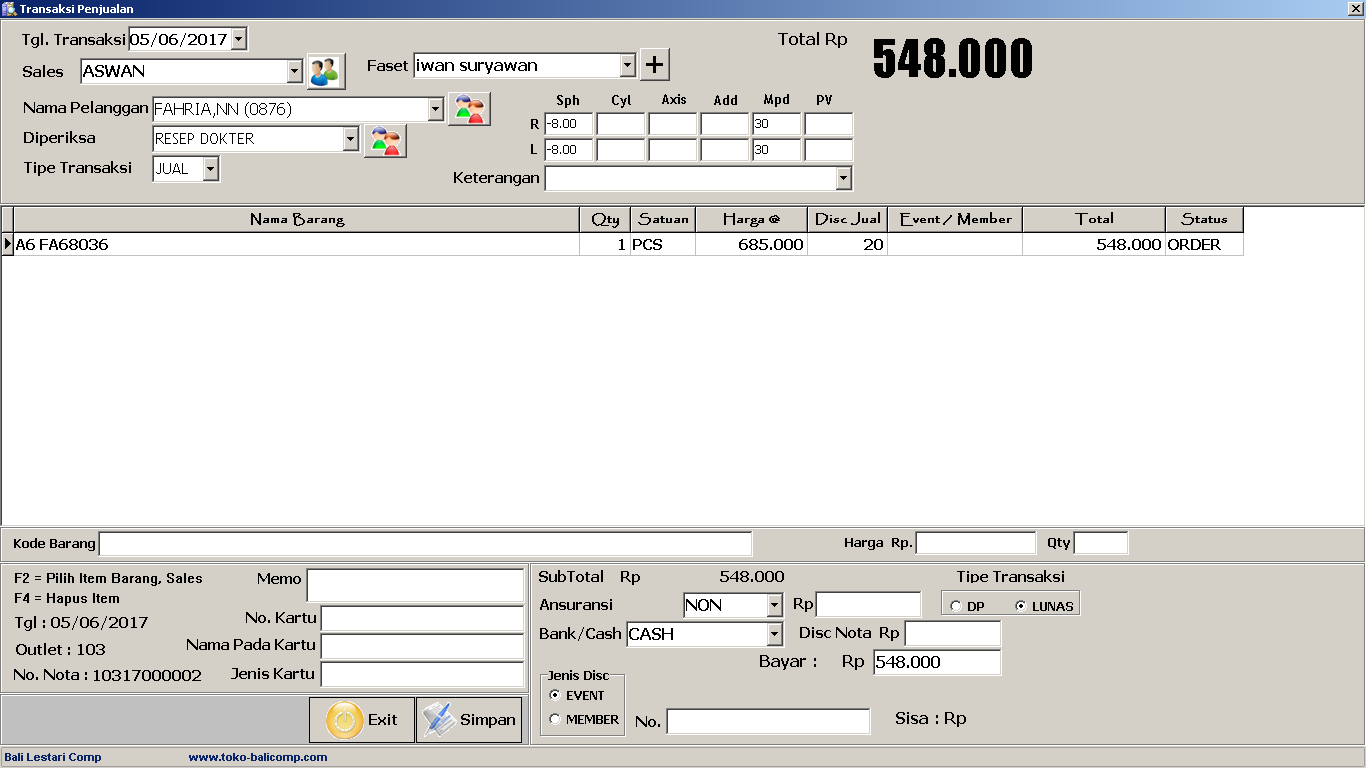 Transaksi Penjualan
Tgl. Transaksi 05/06/2017
Total Rp 548.000
Sales ASWAN
Faset iwan suryawan +
Nama Pelanggan FAHRIA,NN (0876)
Diperiksa RESEP DOKTER
Tipe Transaksi JUAL
Sph Cyl Axis Add Mpd PV
R -8.00 30
L -8.00 30
Keterangan
Nama Barang Qty Satuan Harga @ Disc Jual Event / Member Total Status
A6 FA68036 1 PCS 685.000 20 548.000 ORDER
Kode Barang Harga Rp. Qty
F2 = Pilih Item Barang, Sales
F4 = Hapus Item
Tgl : 05/06/2017
Outlet : 103
No. Nota : 10317000002
Memo
No. Kartu
Nama Pada Kartu
Jenis Kartu
Exit Simpan
SubTotal Rp 548.000
Ansuransi NON Rp
Bank/Cash CASH Disc Nota Rp
Bayar : Rp 548.000
Tipe Transaksi
DP LUNAS
Jenis Disc
EVENT
MEMBER
No.
Sisa : Rp
Bali Lestari Comp www.toko-balicomp.com